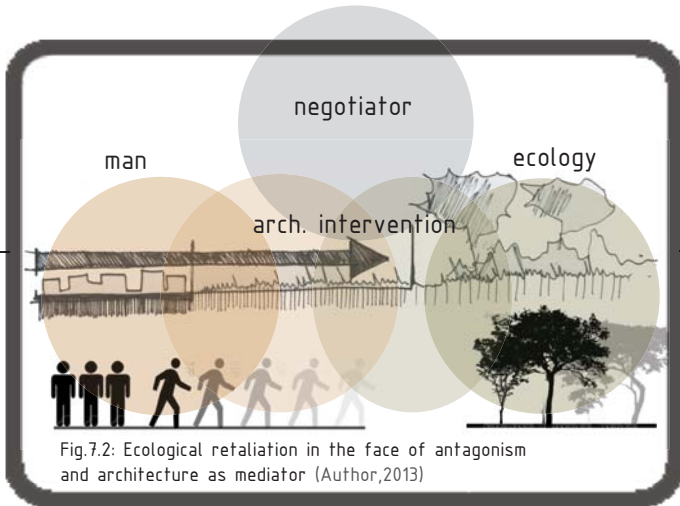 negotiator
man
ecology
arch. intervention
Fig.7.2: Ecological retaliation in the face of antagonism
and architecture as mediator (Author,2013)